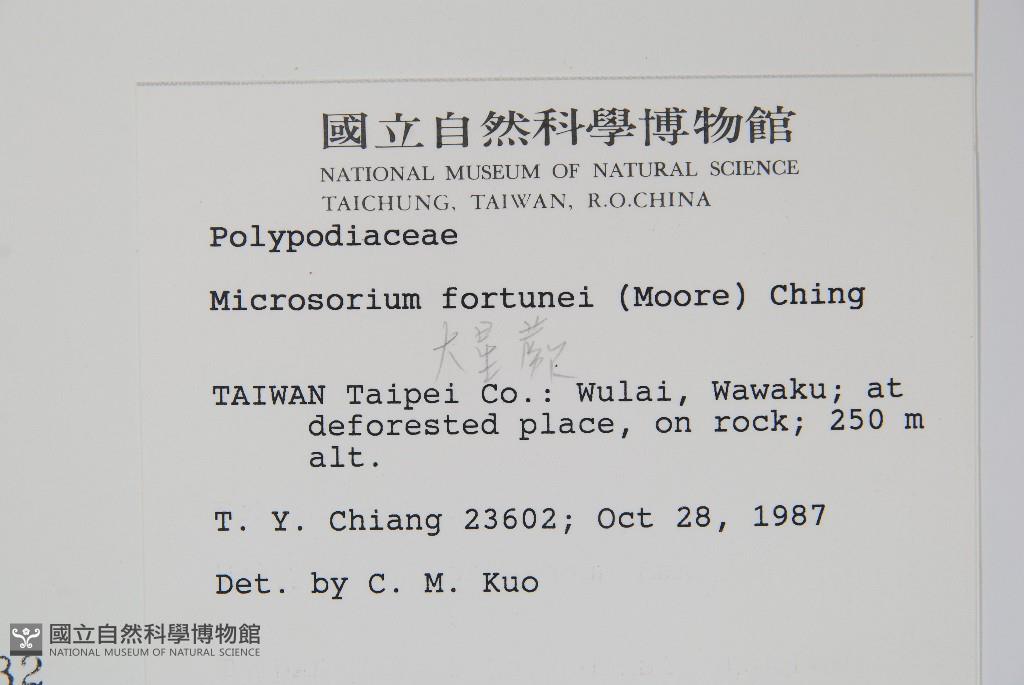 國立自然科學博物館
NATIONAL MUSEUM OF NATURAL SCIENCE
TAICHUNG, TAIWAN, R.O.CHINA
Polypodiaceae
Microsorium fortunei (Moore) Ching
大星蕨
TAIWAN Taipei Co.: Wulai, Wawaku; at
deforested place, on rock; 250 m
alt.
T. Y. Chiang 23602; Oct 28, 1987
Det. by C. M. Kuo
國立自然科學博物館
NATIONAL MUSEUM OF NATURAL SCIENCE
32